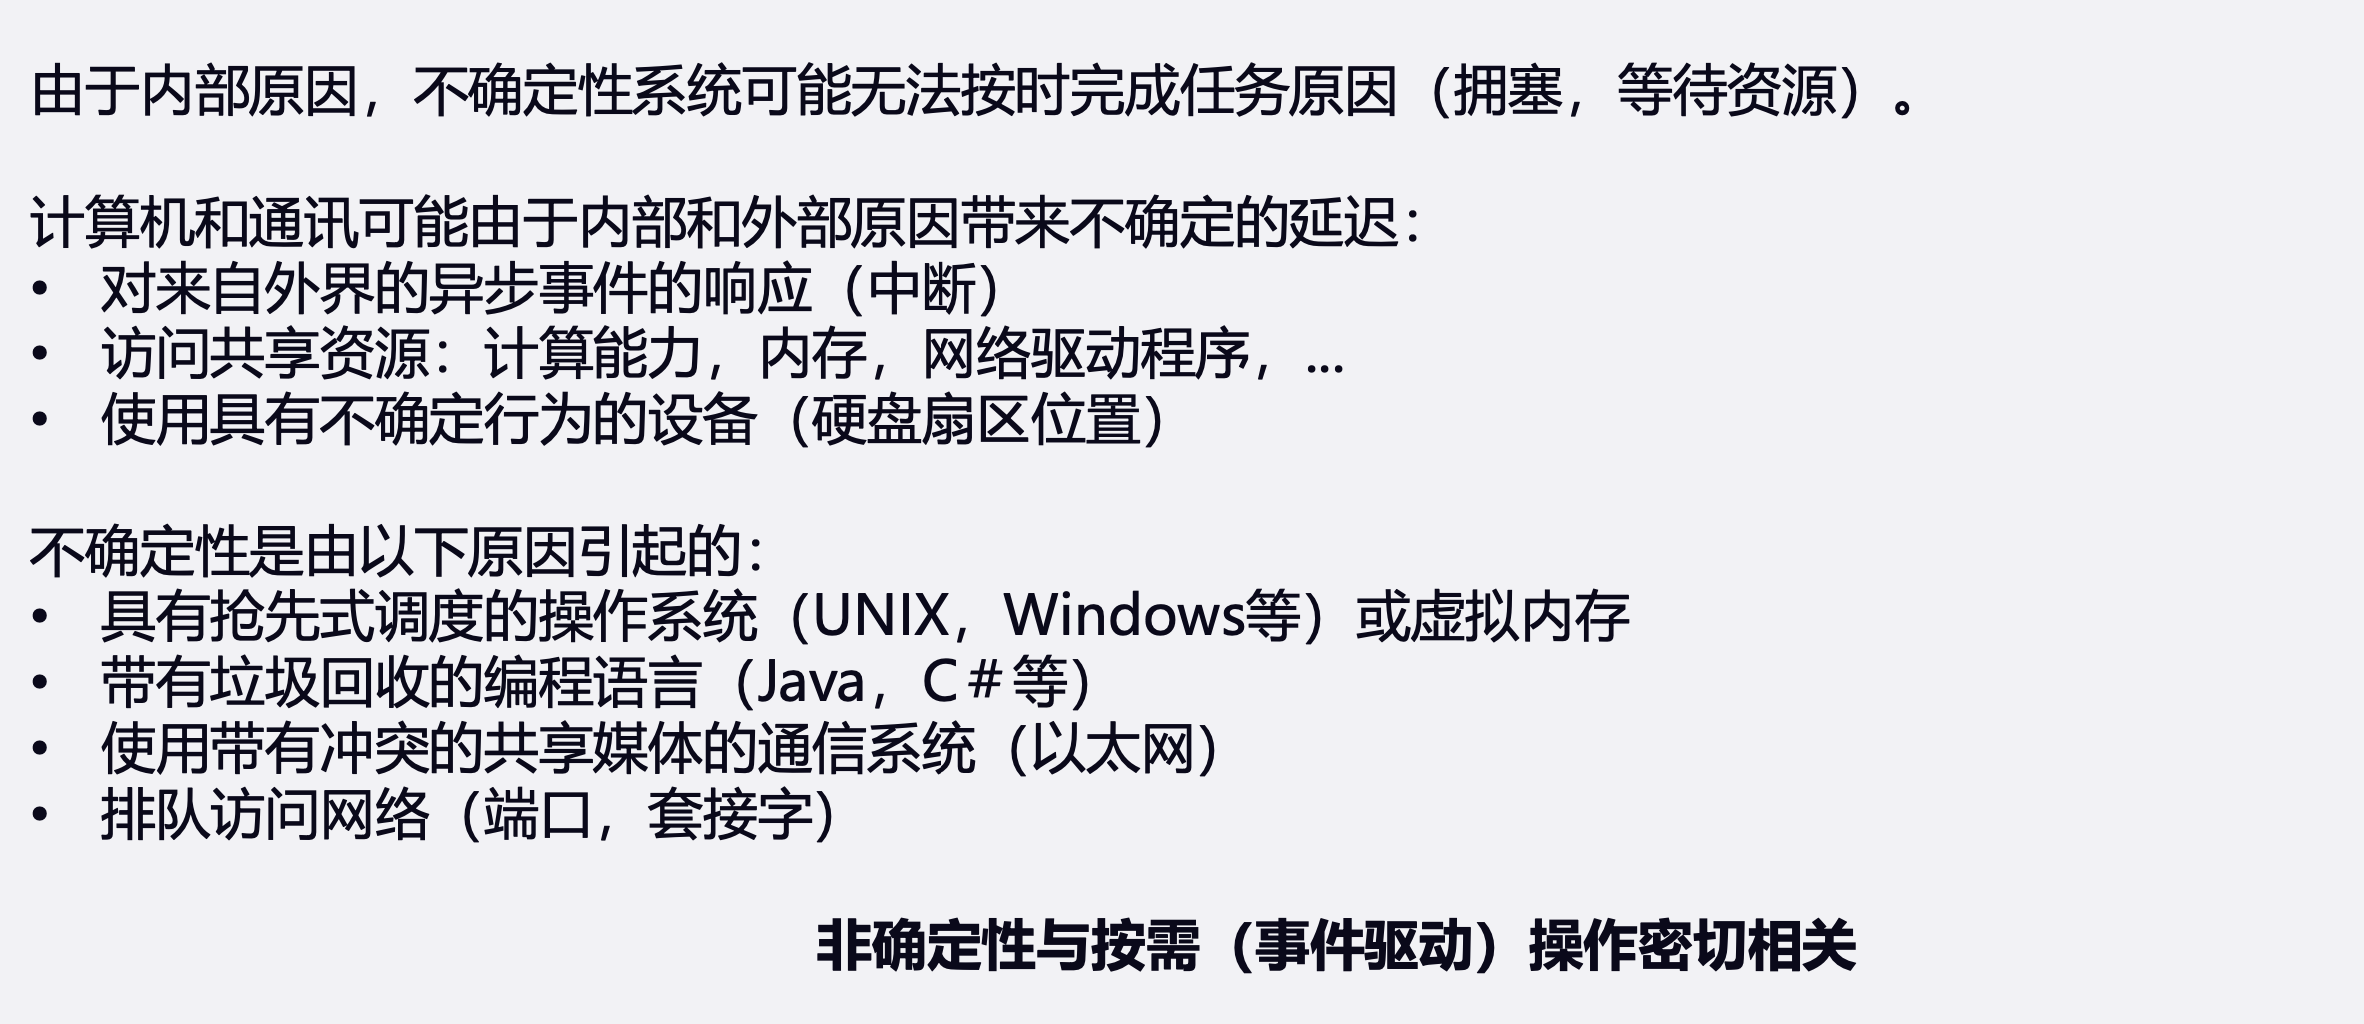 由于内部原因，不确定性系统可能无法按时完成任务原因（拥塞，等待资源）。
计算机和通讯可能由于内部和外部原因带来不确定的延迟：
• 对来自外界的异步事件的响应（中断）
• 访问共享资源：计算能力，内存，网络驱动程序，...
• 使用具有不确定行为的设备（硬盘扇区位置）
不确定性是由以下原因引起的：
• 具有抢先式调度的操作系统（UNIX，Windows等）或虚拟内存
• 带有垃圾回收的编程语言（Java，C＃等）
• 使用带有冲突的共享媒体的通信系统（以太网）
• 排队访问网络（端口，套接字）
非确定性与按需（事件驱动）操作密切相关